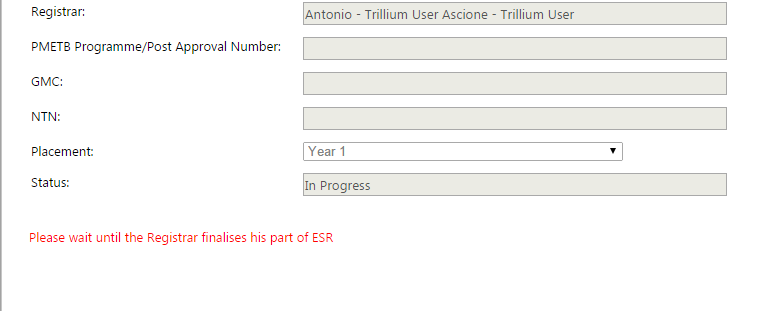 Registrar: Antonio - Trillium User Ascione - Trillium User
PMETB Programme/Post Approval Number:
GMC:
NTN:
Placement: Year 1
Status: In Progress
Please wait until the Registrar finalises his part of ESR